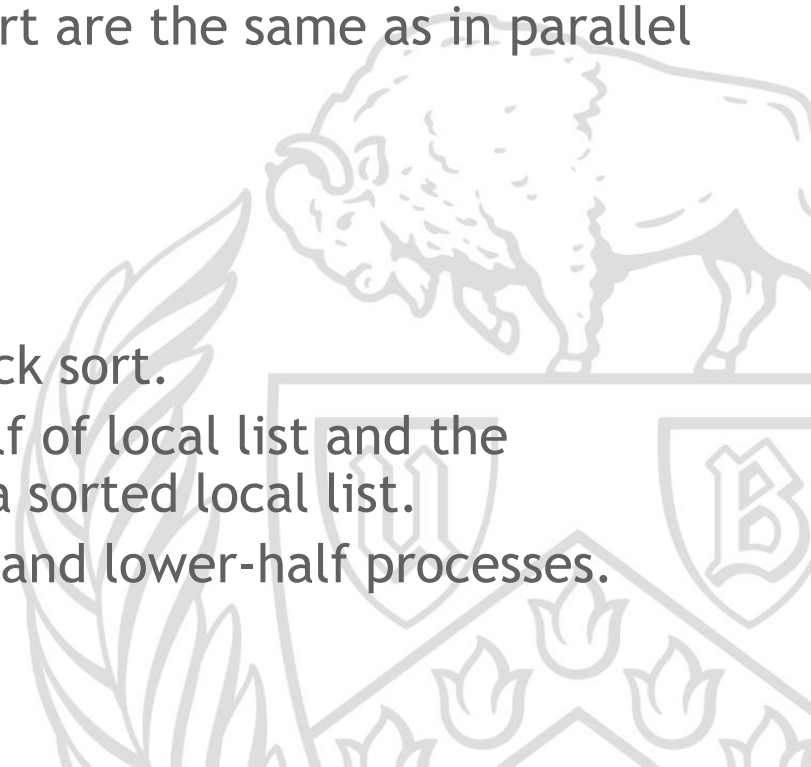 rt are the same as in parallel
ck sort.
lf of local list and the
a sorted local list.
and lower-half processes.
U B